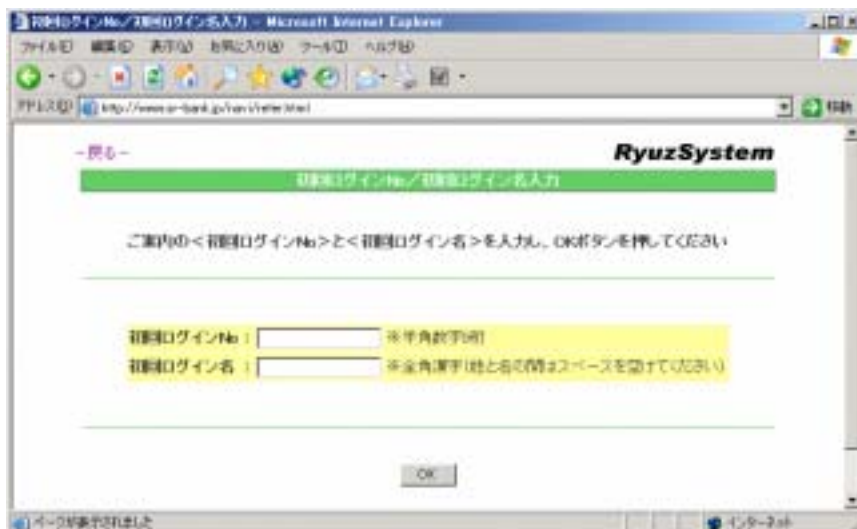 初回ログインNo／初回ログイン名入力 - Microsoft Internet Explorer
ファイル(F) 編集(E) 表示(V) お気に入り(A) ツール(T) ヘルプ(H)
アドレス(D) 移動
-戻る-
RyuzSystem
初回ログインNo／初回ログイン名入力
ご案内の＜初回ログインNo＞と＜初回ログイン名＞を入力し、OKボタンを押してください
初回ログインNo： ※半角数字
初回ログイン名： ※全角漢字(姓と名の間はスペースを空けてください)
OK
ページが表示されました インターネット